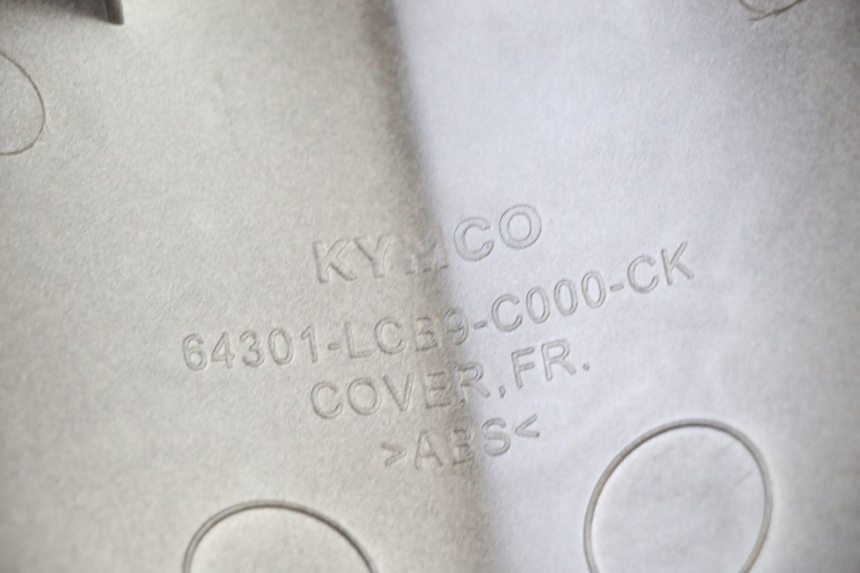 KYMCO
64301-LCB9-C000-CK
COVER,FR.
>ABS<